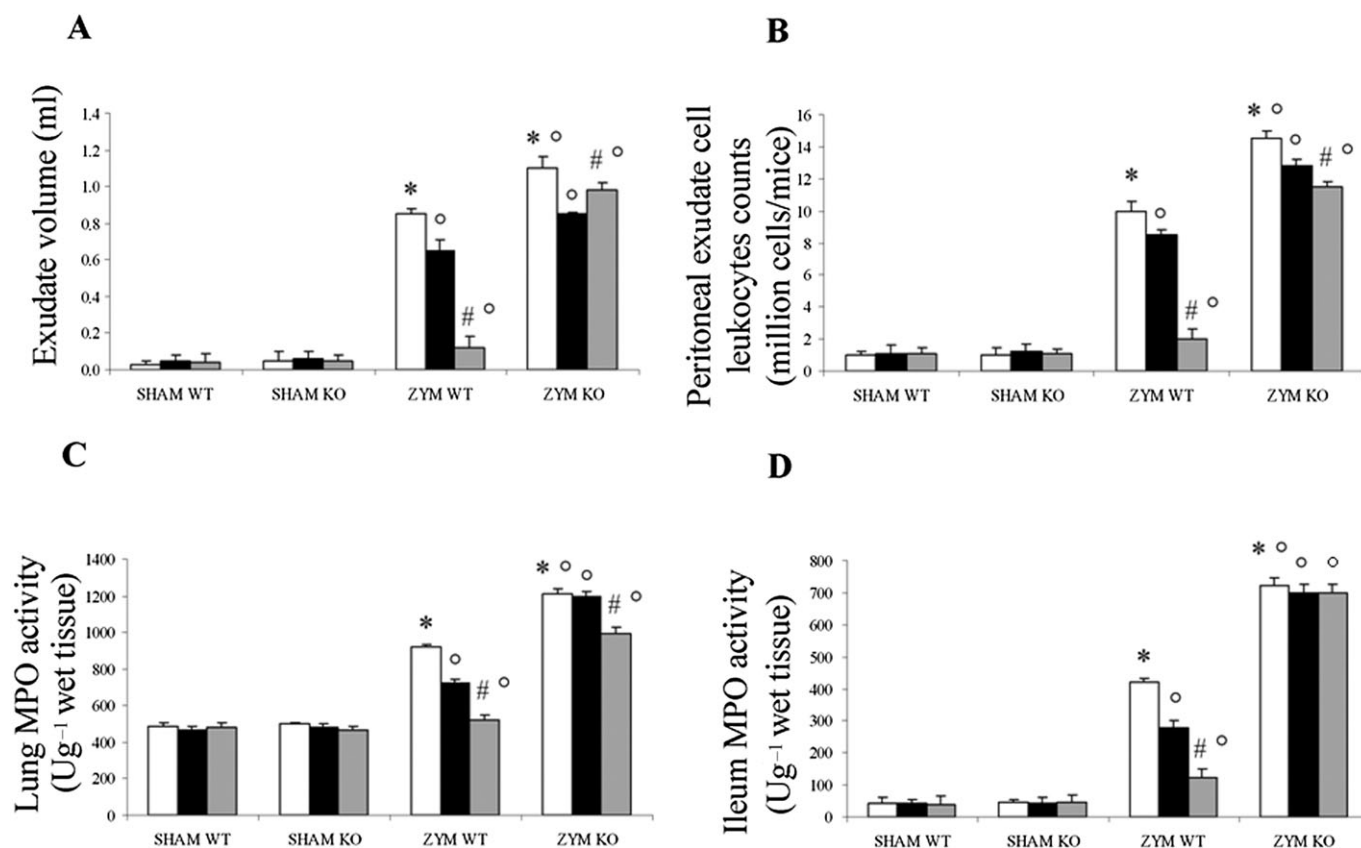 A
Exudate volume (ml)
1.4
1.2
1.0
0.8
0.6
0.4
0.2
0.0
*
○
# ○
* ○
○
# ○
SHAM WT
SHAM KO
ZYM WT
ZYM KO
B
Peritoneal exudate cell
leukocytes counts
(million cells/mice)
16
14
12
10
8
6
4
2
0
*
○
# ○
* ○
○
# ○
SHAM WT
SHAM KO
ZYM WT
ZYM KO
C
Lung MPO activity
(Ug⁻¹ wet tissue)
1400
1200
1000
800
600
400
200
0
*
○
# ○
* ○
○
# ○
SHAM WT
SHAM KO
ZYM WT
ZYM KO
D
Ileum MPO activity
(Ug⁻¹ wet tissue)
800
700
600
500
400
300
200
100
0
*
○
# ○
* ○
○
○
SHAM WT
SHAM KO
ZYM WT
ZYM KO